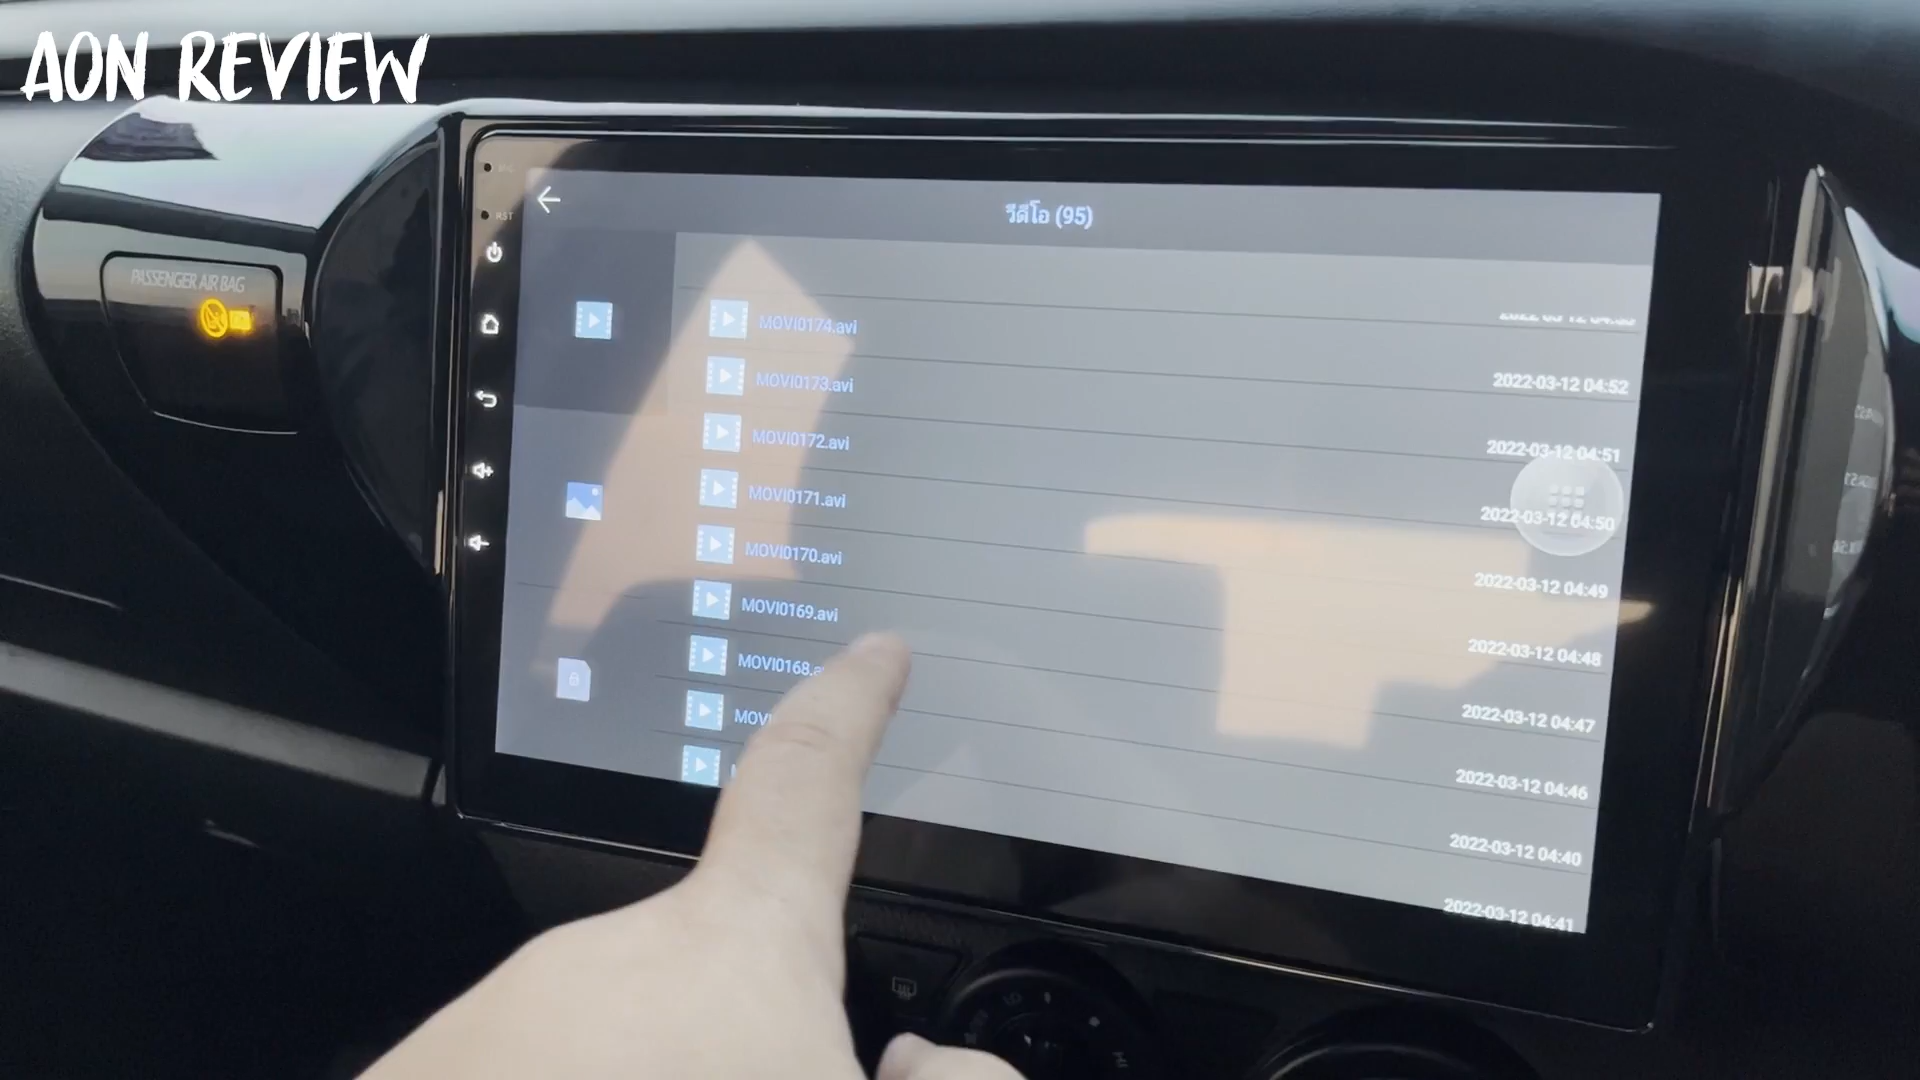 AON REVIEW
RST
PASSENGER AIR BAG
วีดีโอ (95)
MOVI0174.avi
2022-03-12 04:52
MOVI0173.avi
2022-03-12 04:51
MOVI0172.avi
2022-03-12 04:50
MOVI0171.avi
2022-03-12 04:49
MOVI0170.avi
2022-03-12 04:48
MOVI0169.avi
2022-03-12 04:47
MOVI0168.
2022-03-12 04:46
2022-03-12 04:40
2022-03-12 04:41